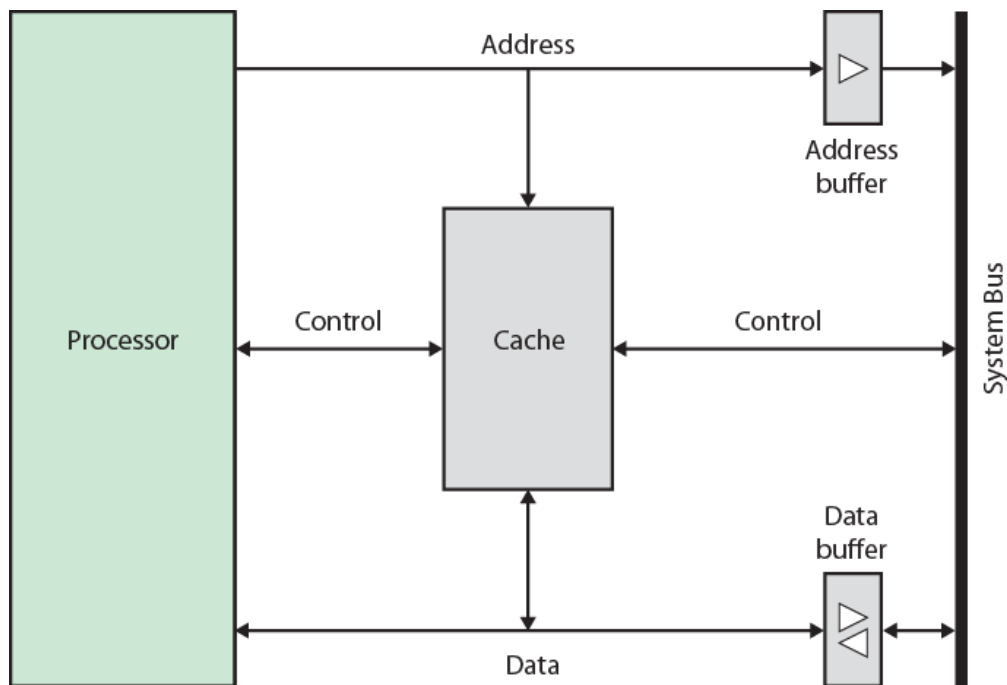 Address
Address
buffer
Processor
Control
Cache
Control
System Bus
Data
buffer
Data